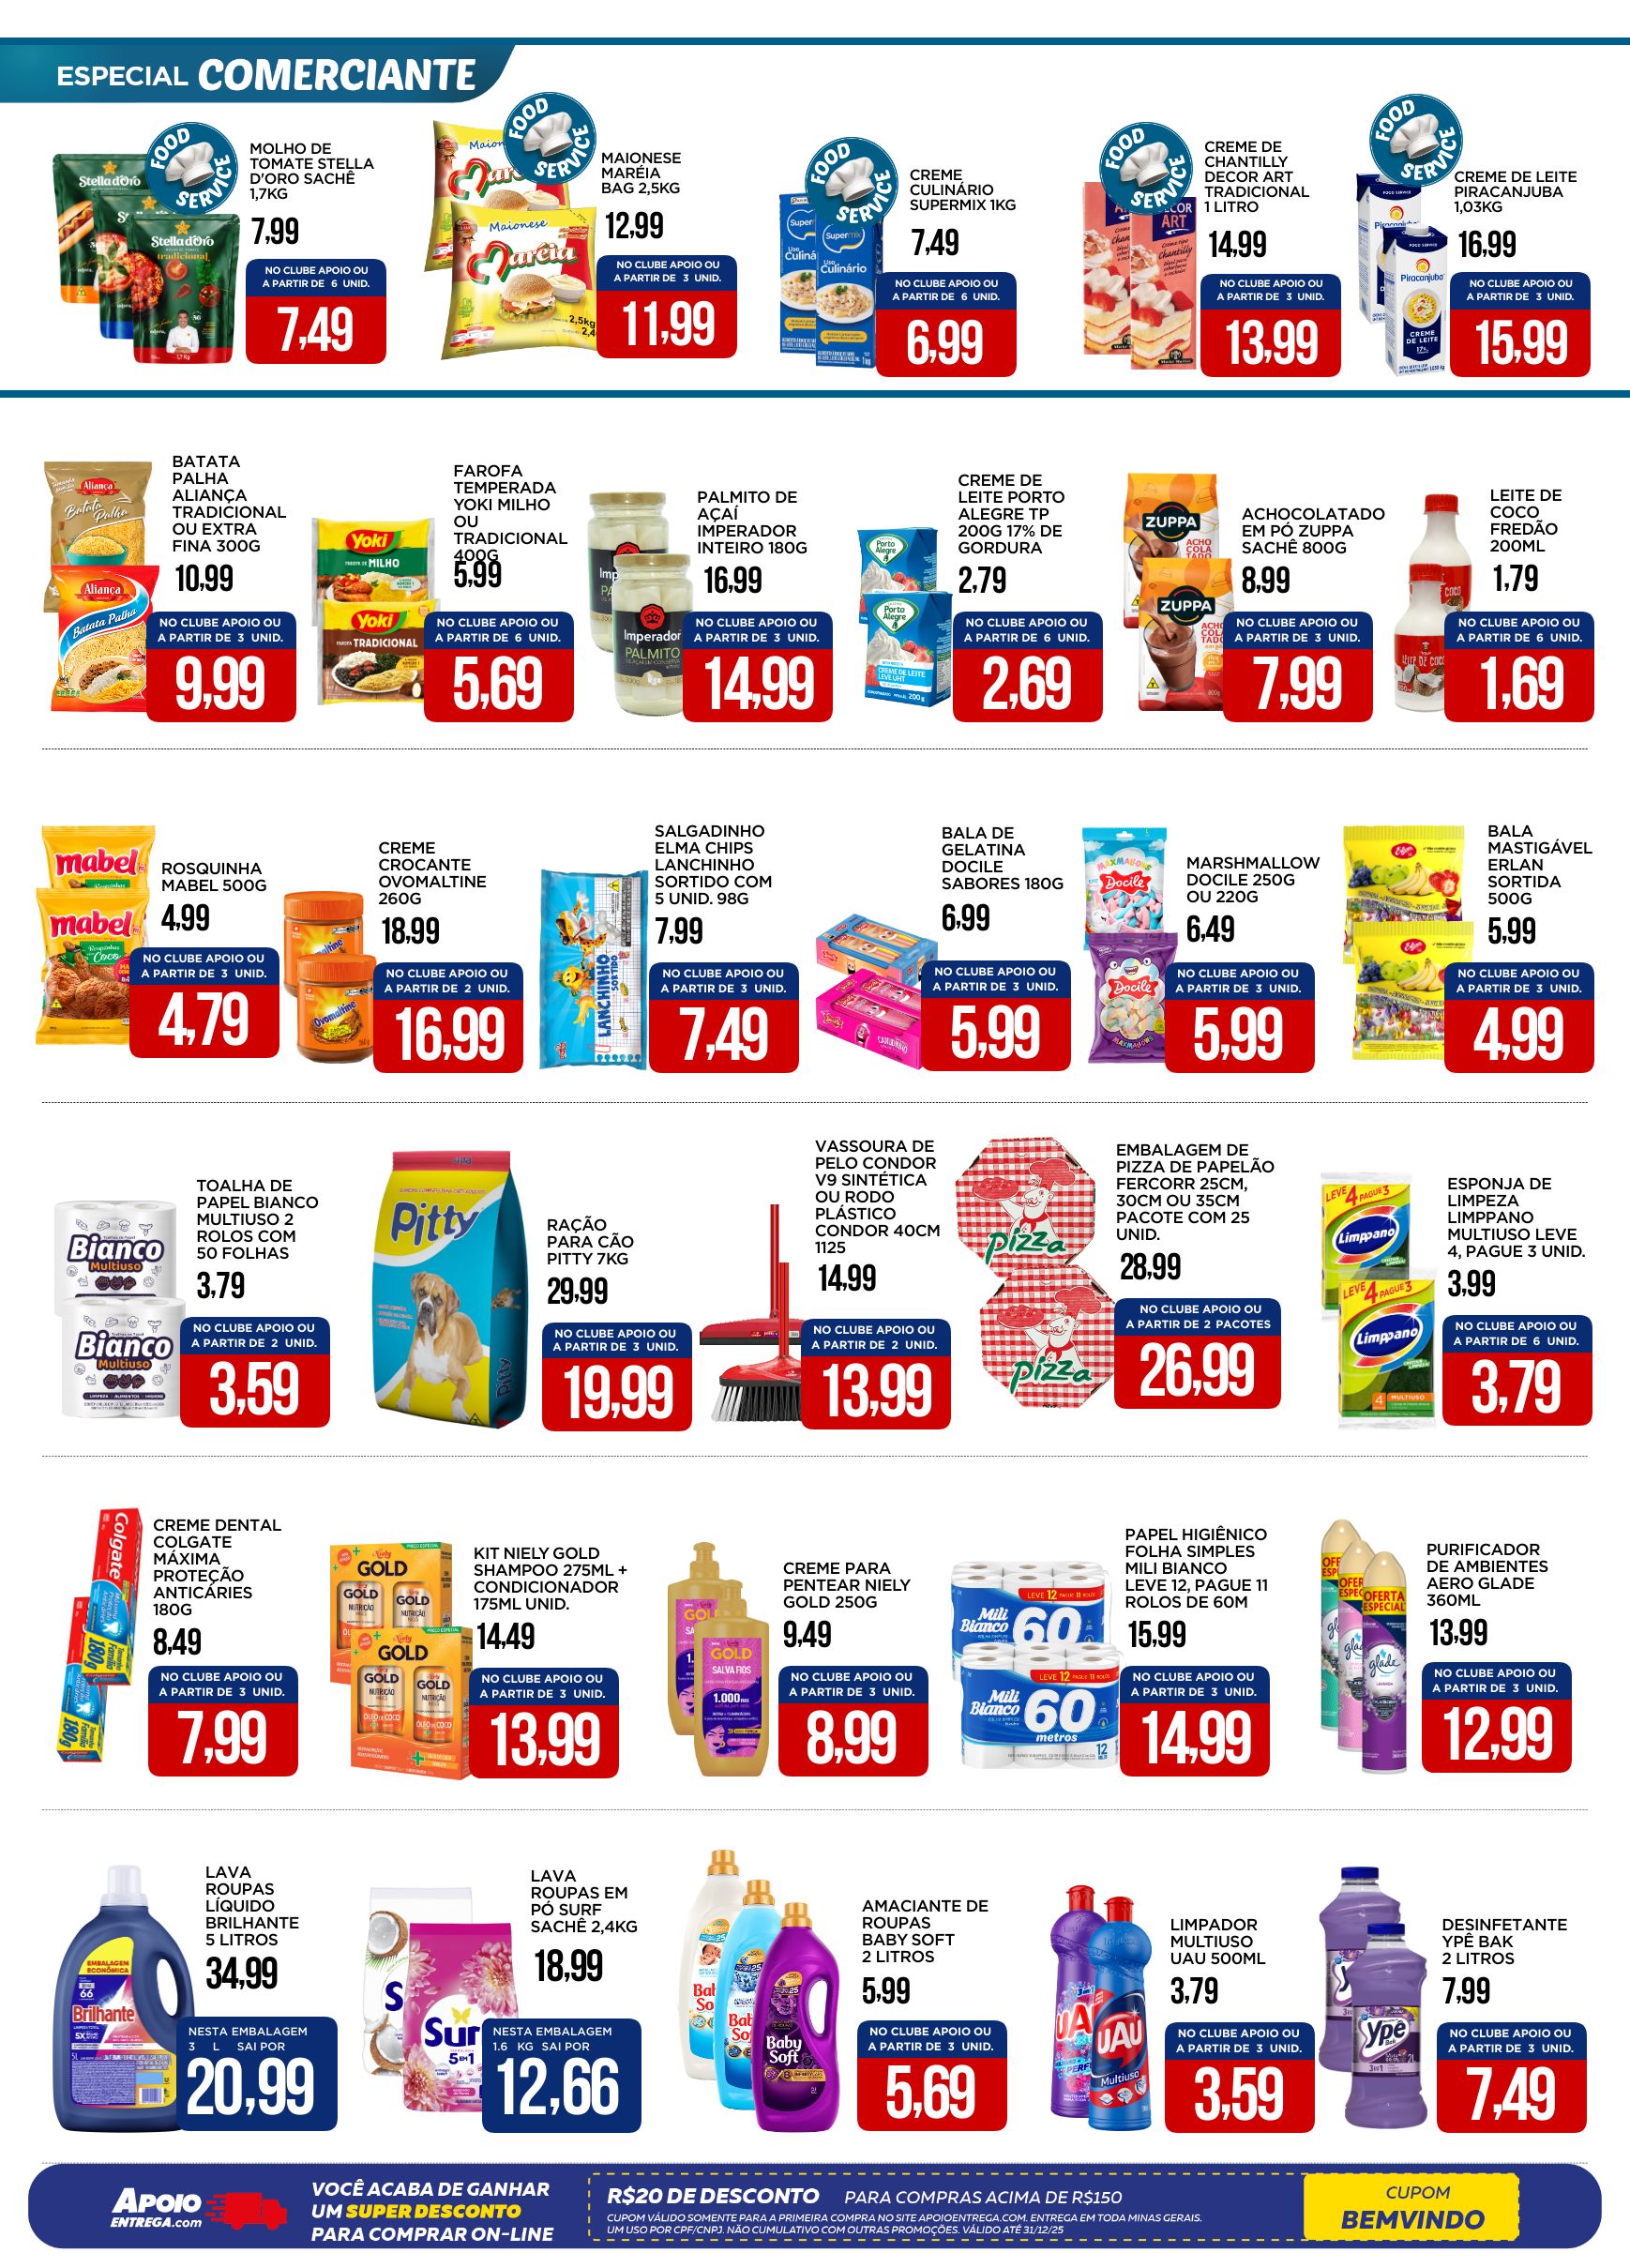 ESPECIAL COMERCIANTE
FOOD SERVICE
MOLHO DE
TOMATE STELLA
D'ORO SACHÊ
1,7KG
7,99
NO CLUBE APOIO OU
A PARTIR DE 6 UNID.
7,49
FOOD SERVICE
MAIONESE
MARÉIA
BAG 2,5KG
12,99
NO CLUBE APOIO OU
A PARTIR DE 3 UNID.
11,99
FOOD SERVICE
CREME
CULINÁRIO
SUPERMIX 1KG
7,49
NO CLUBE APOIO OU
A PARTIR DE 6 UNID.
6,99
FOOD SERVICE
CREME DE
CHANTILLY
DECOR ART
TRADICIONAL
1 LITRO
14,99
NO CLUBE APOIO OU
A PARTIR DE 3 UNID.
13,99
FOOD SERVICE
CREME DE LEITE
PIRACANJUBA
1,03KG
16,99
NO CLUBE APOIO OU
A PARTIR DE 3 UNID.
15,99
BATATA
PALHA
ALIANÇA
TRADICIONAL
OU EXTRA
FINA 300G
10,99
NO CLUBE APOIO OU
A PARTIR DE 3 UNID.
9,99
FAROFA
TEMPERADA
YOKI MILHO
OU
TRADICIONAL
400G
5,99
NO CLUBE APOIO OU
A PARTIR DE 6 UNID.
5,69
PALMITO DE
AÇAÍ
IMPERADOR
INTEIRO 180G
16,99
NO CLUBE APOIO OU
A PARTIR DE 3 UNID.
14,99
CREME DE
LEITE PORTO
ALEGRE TP
200G 17% DE
GORDURA
2,79
NO CLUBE APOIO OU
A PARTIR DE 6 UNID.
2,69
ACHOCOLATADO
EM PÓ ZUPPA
SACHÊ 800G
8,99
NO CLUBE APOIO OU
A PARTIR DE 3 UNID.
7,99
LEITE DE
COCO
FREDÃO
200ML
1,79
NO CLUBE APOIO OU
A PARTIR DE 6 UNID.
1,69
ROSQUINHA
MABEL 500G
4,99
NO CLUBE APOIO OU
A PARTIR DE 3 UNID.
4,79
CREME
CROCANTE
OVOMALTINE
260G
18,99
NO CLUBE APOIO OU
A PARTIR DE 2 UNID.
16,99
SALGADINHO
ELMA CHIPS
LANCHINHO
SORTIDO COM
5 UNID. 98G
7,99
NO CLUBE APOIO OU
A PARTIR DE 3 UNID.
7,49
BALA DE
GELATINA
DOCILE
SABORES 180G
6,99
NO CLUBE APOIO OU
A PARTIR DE 3 UNID.
5,99
MARSHMALLOW
DOCILE 250G
OU 220G
6,49
NO CLUBE APOIO OU
A PARTIR DE 3 UNID.
5,99
BALA
MASTIGÁVEL
ERLAN
SORTIDA
500G
5,99
NO CLUBE APOIO OU
A PARTIR DE 3 UNID.
4,99
TOALHA DE
PAPEL BIANCO
MULTIUSO 2
ROLOS COM
50 FOLHAS
3,79
NO CLUBE APOIO OU
A PARTIR DE 2 UNID.
3,59
RAÇÃO
PARA CÃO
PITTY 7KG
29,99
NO CLUBE APOIO OU
A PARTIR DE 3 UNID.
19,99
VASSOURA DE
PELO CONDOR
V9 SINTÉTICA
OU RODO
PLÁSTICO
CONDOR 40CM
1125
14,99
NO CLUBE APOIO OU
A PARTIR DE 2 UNID.
13,99
EMBALAGEM DE
PIZZA DE PAPELÃO
FERCORR 25CM,
30CM OU 35CM
PACOTE COM 25
UNID.
28,99
NO CLUBE APOIO OU
A PARTIR DE 2 PACOTES
26,99
ESPONJA DE
LIMPEZA
LIMPPANO
MULTIUSO LEVE
4, PAGUE 3 UNID.
3,99
NO CLUBE APOIO OU
A PARTIR DE 6 UNID.
3,79
CREME DENTAL
COLGATE
MÁXIMA
PROTEÇÃO
ANTICÁRIES
180G
8,49
NO CLUBE APOIO OU
A PARTIR DE 3 UNID.
7,99
KIT NIELY GOLD
SHAMPOO 275ML +
CONDICIONADOR
175ML UNID.
14,49
NO CLUBE APOIO OU
A PARTIR DE 3 UNID.
13,99
CREME PARA
PENTEAR NIELY
GOLD 250G
9,49
NO CLUBE APOIO OU
A PARTIR DE 3 UNID.
8,99
PAPEL HIGIÊNICO
FOLHA SIMPLES
MILI BIANCO
LEVE 12, PAGUE 11
ROLOS DE 60M
15,99
NO CLUBE APOIO OU
A PARTIR DE 3 UNID.
14,99
PURIFICADOR
DE AMBIENTES
AERO GLADE
360ML
13,99
NO CLUBE APOIO OU
A PARTIR DE 3 UNID.
12,99
LAVA
ROUPAS
LÍQUIDO
BRILHANTE
5 LITROS
34,99
NESTA EMBALAGEM
3 L SAI POR
20,99
LAVA
ROUPAS EM
PÓ SURF
SACHÊ 2,4KG
18,99
NESTA EMBALAGEM
1.6 KG SAI POR
12,66
AMACIANTE DE
ROUPAS
BABY SOFT
2 LITROS
5,99
NO CLUBE APOIO OU
A PARTIR DE 3 UNID.
5,69
LIMPADOR
MULTIUSO
UAU 500ML
3,79
NO CLUBE APOIO OU
A PARTIR DE 3 UNID.
3,59
DESINFETANTE
YPÊ BAK
2 LITROS
7,99
NO CLUBE APOIO OU
A PARTIR DE 3 UNID.
7,49
APOIO
ENTREGA.com
VOCÊ ACABA DE GANHAR
UM SUPER DESCONTO
PARA COMPRAR ON-LINE
R$20 DE DESCONTO PARA COMPRAS ACIMA DE R$150
CUPOM VÁLIDO SOMENTE PARA A PRIMEIRA COMPRA NO SITE APOIOENTREGA.COM. ENTREGA EM TODA MINAS GERAIS.
UM USO POR CPF/CNPJ. NÃO CUMULATIVO COM OUTRAS PROMOÇÕES. VÁLIDO ATÉ 31/12/25
CUPOM
BEMVINDO